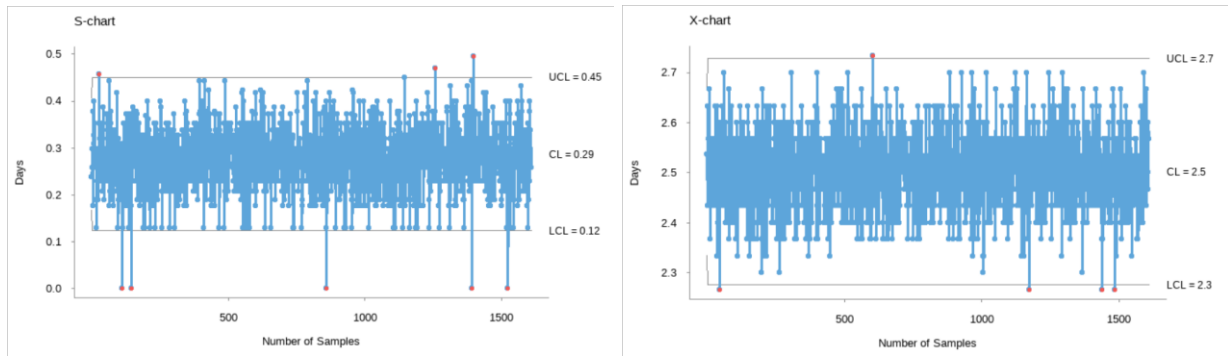 S-chart
0.5
UCL = 0.45
0.4
0.3
CL = 0.29
Days
0.2
LCL = 0.12
0.1
0.0
500
1000
1500
Number of Samples
X-chart
UCL = 2.7
2.7
2.6
Days
2.5
CL = 2.5
2.4
2.3
LCL = 2.3
500
1000
1500
Number of Samples